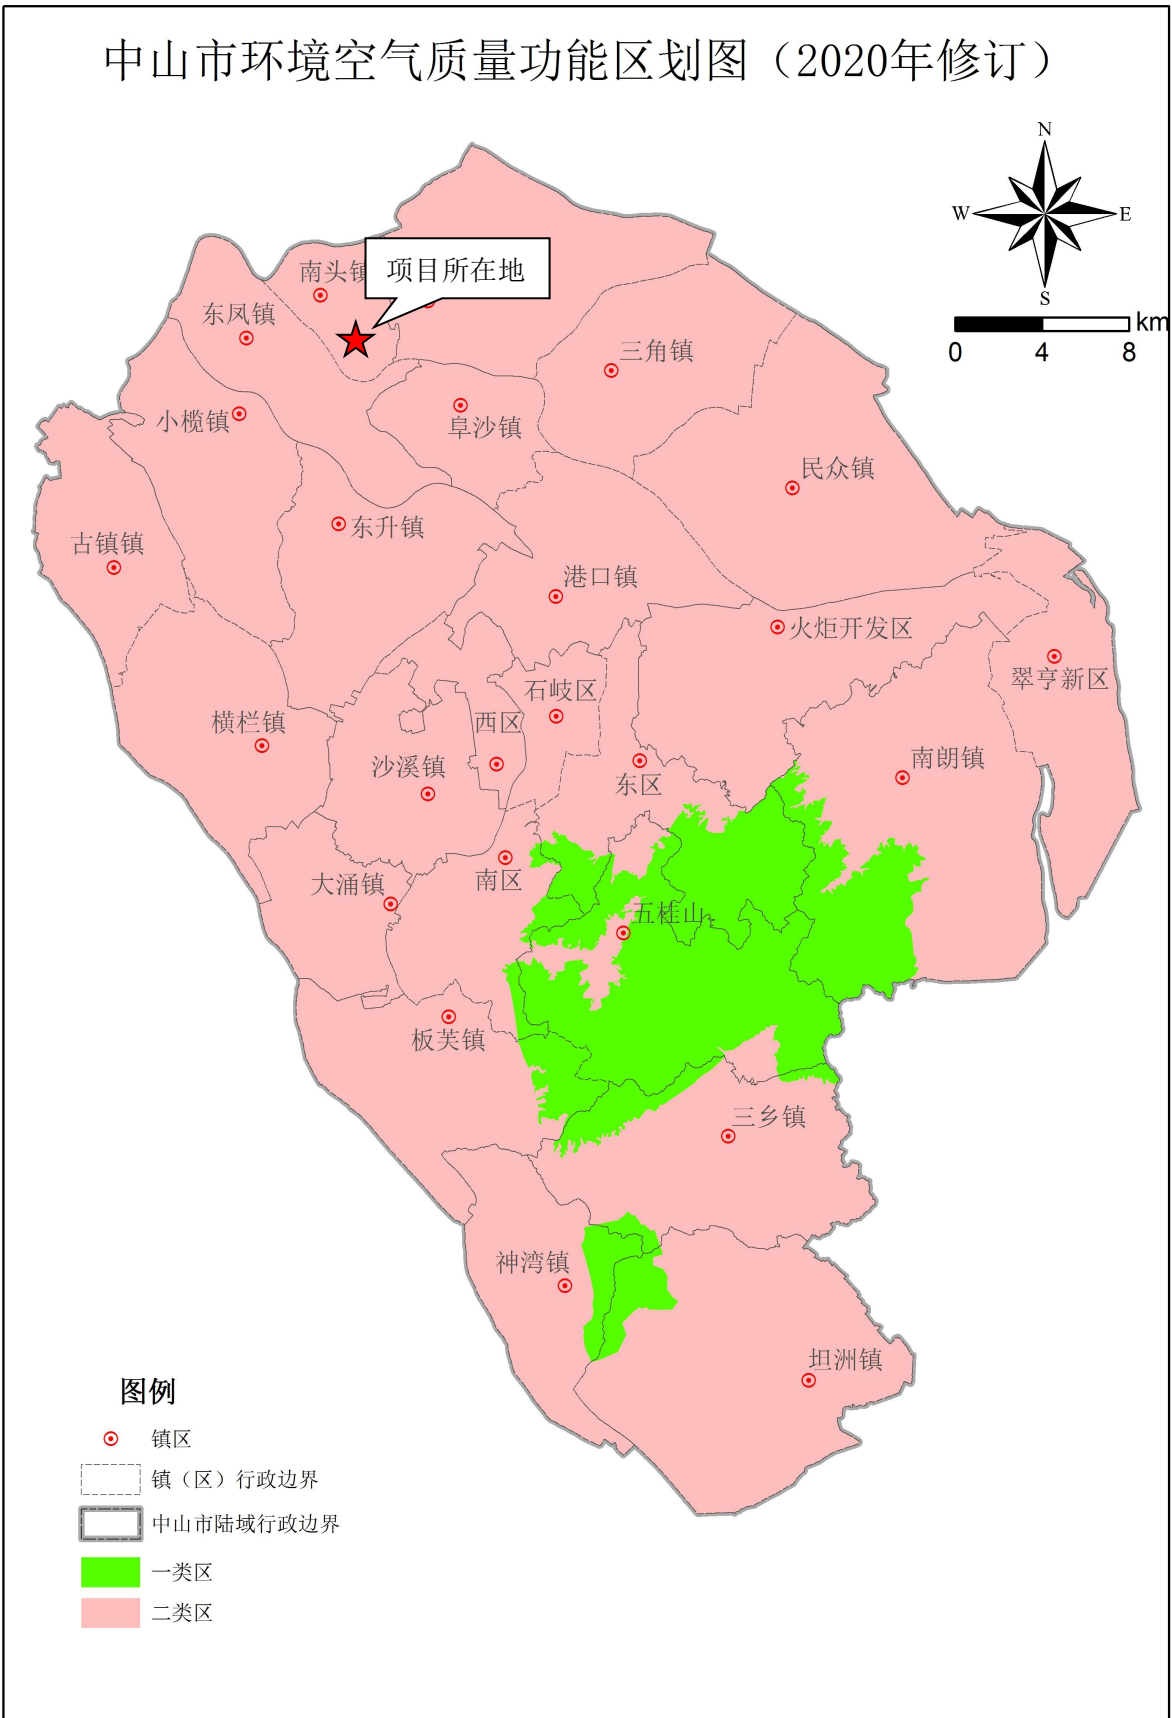 中山市环境空气质量功能区划图（2020年修订）
N
W
E
S
km
0 4 8
南头镇
项目所在地
东凤镇
三角镇
小榄镇
阜沙镇
民众镇
东升镇
古镇镇
港口镇
火炬开发区
翠亨新区
石岐区
西区
横栏镇
沙溪镇
东区
南朗镇
南区
大涌镇
五桂山
板芙镇
三乡镇
神湾镇
坦洲镇
图例
镇区
镇（区）行政边界
中山市陆域行政边界
一类区
二类区